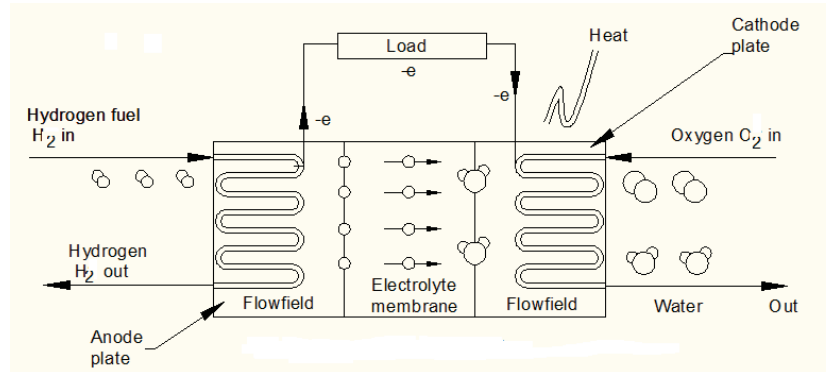 Cathode
plate
Heat
Load
-e
-e
-e
Hydrogen fuel
H2 in
Oxygen O2 in
Hydrogen
H2 out
Flowfield
Electrolyte
membrane
Flowfield
Water
Out
Anode
plate